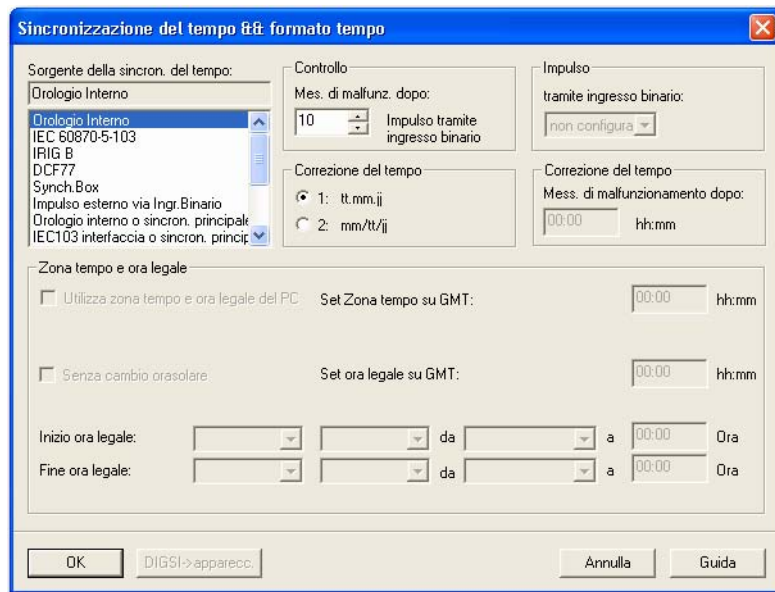 Sincronizzazione del tempo && formato tempo
Sorgente della sincron. del tempo:
Orologio Interno
Orologio Interno
IEC 60870-5-103
IRIG B
DCF77
Synch.Box
Impulso esterno via Ingr.Binario
Orologio interno o sincron. principale
IEC103 interfaccia o sincron. princip
Controllo
Mes. di malfunz. dopo:
10
Impulso tramite
ingresso binario
Correzione del tempo
1: tt.mm.jj
2: mm/tt/jj
Impulso
tramite ingresso binario:
non configura
Correzione del tempo
Mess. di malfunzionamento dopo:
00:00 hh:mm
Zona tempo e ora legale
Utilizza zona tempo e ora legale del PC Set Zona tempo su GMT: 00:00 hh:mm
Senza cambio orasolare Set ora legale su GMT: 00:00 hh:mm
Inizio ora legale: da a 00:00 Ora
Fine ora legale: da a 00:00 Ora
OK DIGSI->apparecc. Annulla Guida